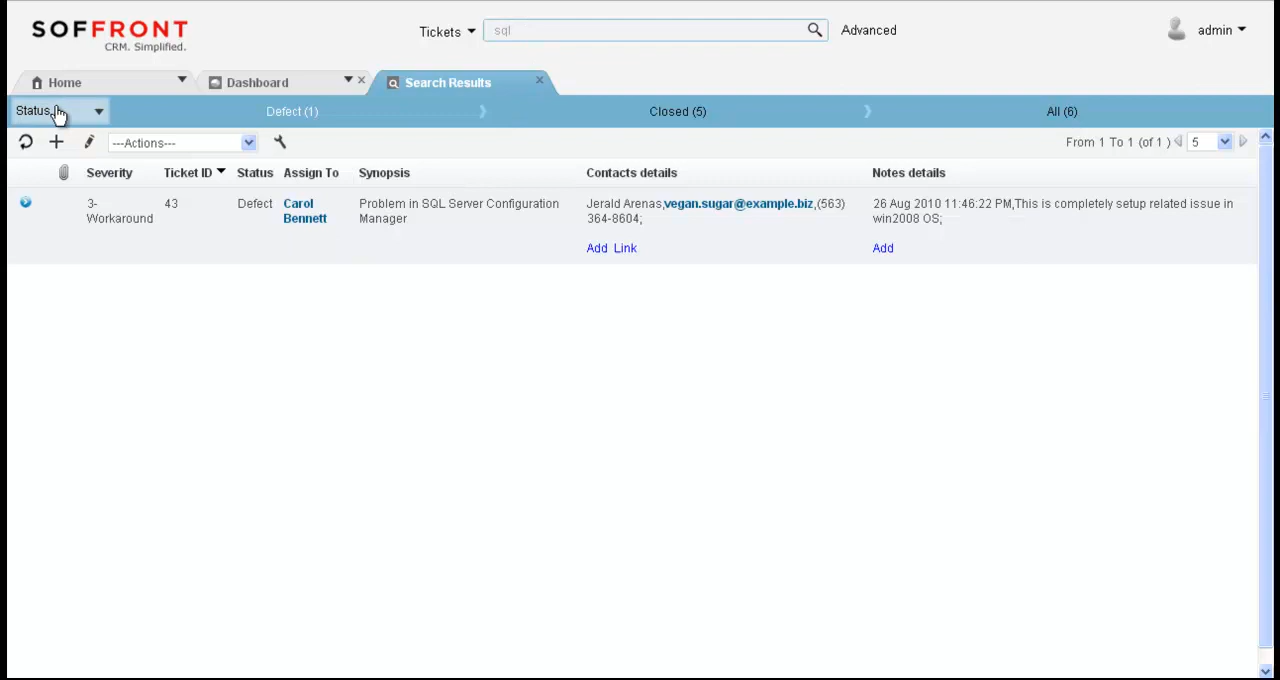 SOFFRONT
CRM. Simplified.
Tickets sql Advanced admin
Home Dashboard Search Results
Status Defect (1) Closed (5) All (6)
---Actions--- From 1 To 1 (of 1 ) 5
Severity Ticket ID Status Assign To Synopsis Contacts details Notes details
3- 43 Defect Carol Problem in SQL Server Configuration Jerald Arenas,vegan.sugar@example.biz,(563) 26 Aug 2010 11:46:22 PM,This is completely setup related issue in
Workaround Bennett Manager 364-8604; win2008 OS;
Add Link Add